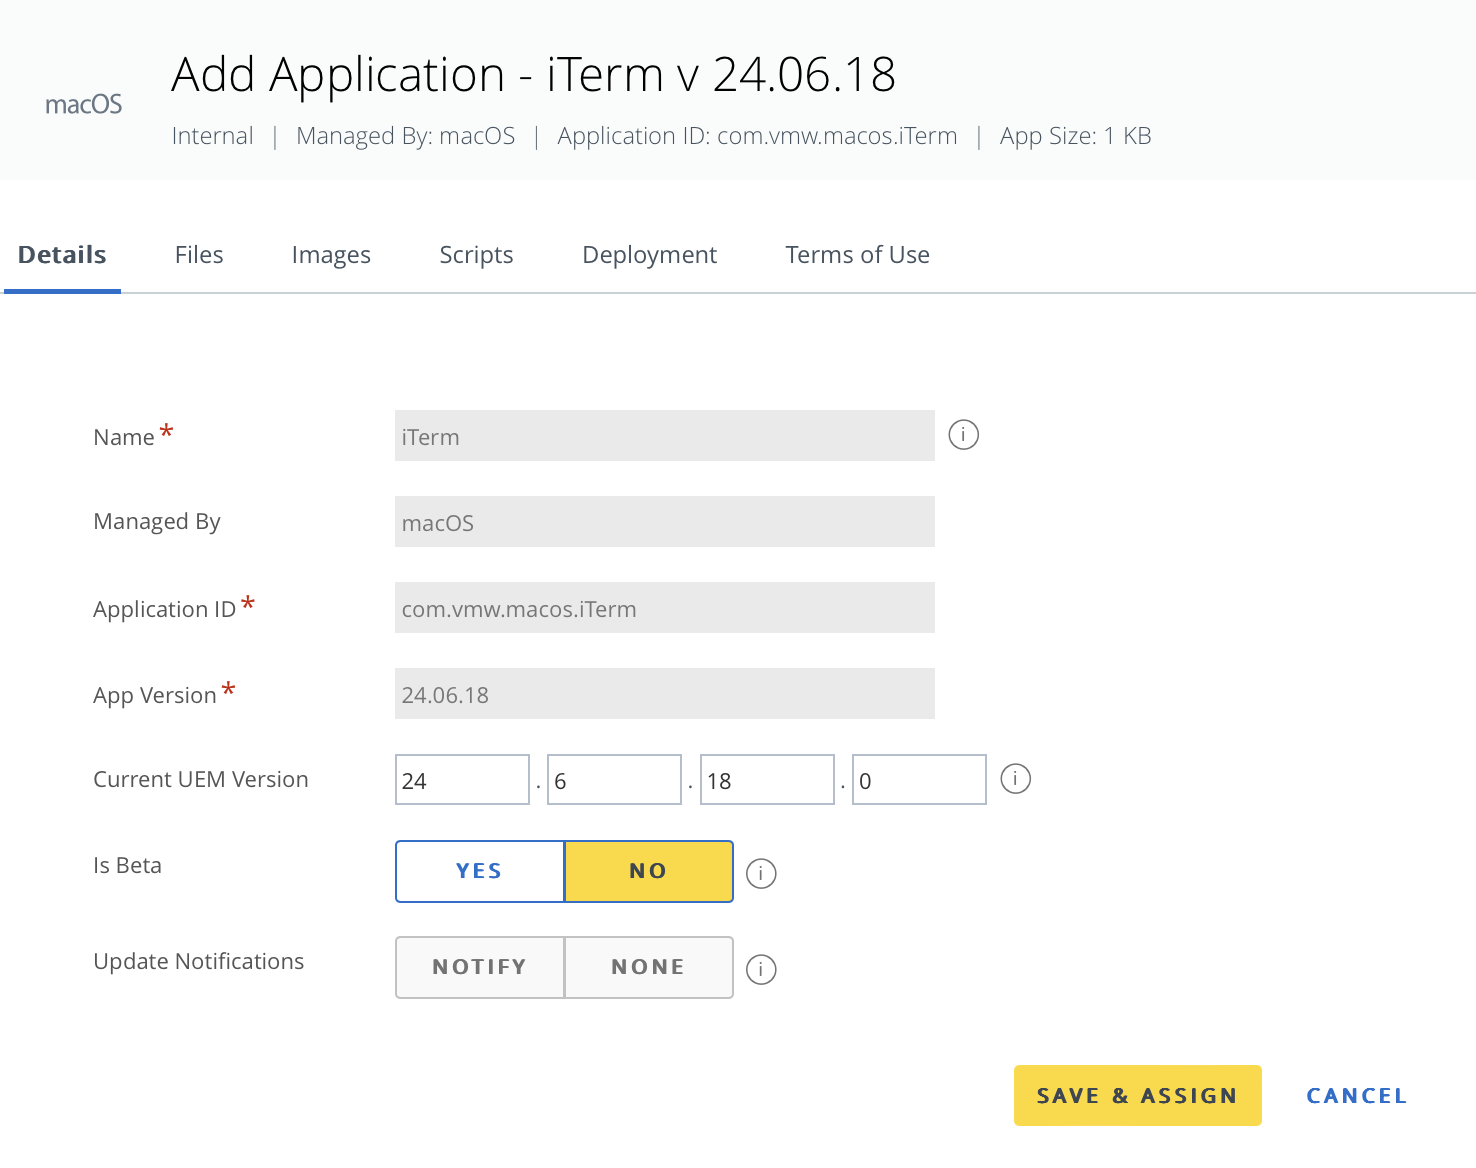 Add Application - iTerm v 24.06.18
macOS
Internal | Managed By: macOS | Application ID: com.vmw.macos.iTerm | App Size: 1 KB
Details Files Images Scripts Deployment Terms of Use
Name * iTerm i
Managed By macOS
Application ID * com.vmw.macos.iTerm
App Version * 24.06.18
Current UEM Version 24 . 6 . 18 . 0 i
Is Beta YES NO i
Update Notifications NOTIFY NONE i
SAVE & ASSIGN CANCEL